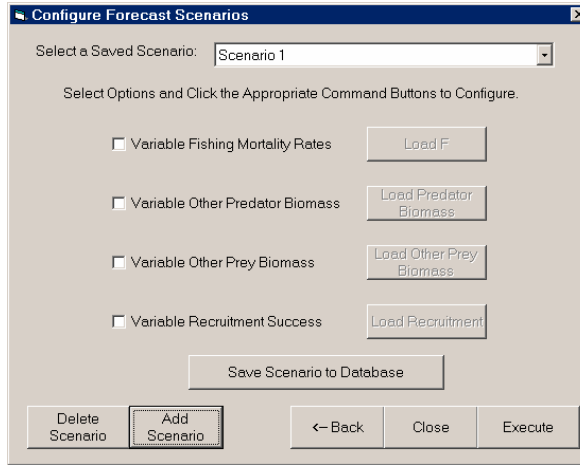 Configure Forecast Scenarios
Select a Saved Scenario: Scenario 1
Select Options and Click the Appropriate Command Buttons to Configure.
Variable Fishing Mortality Rates Load F
Variable Other Predator Biomass Load Predator
Biomass
Variable Other Prey Biomass Load Other Prey
Biomass
Variable Recruitment Success Load Recruitment
Save Scenario to Database
Delete
Scenario
Add
Scenario
<-- Back
Close
Execute